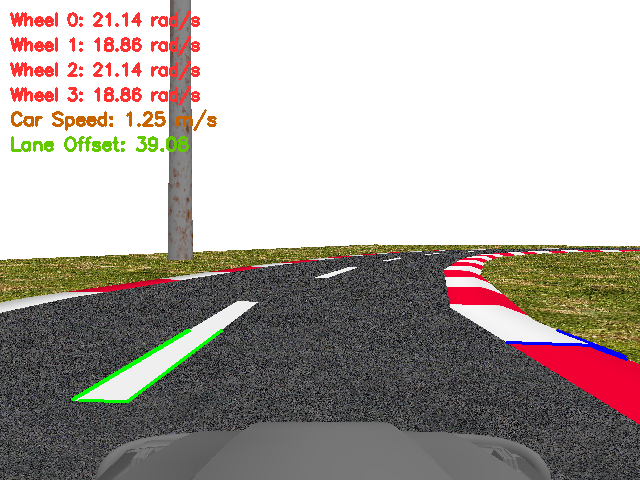 Wheel 0: 21.14 rad/s
Wheel 1: 18.86 rad/s
Wheel 2: 21.14 rad/s
Wheel 3: 18.86 rad/s
Car Speed: 1.25 m/s
Lane Offset: 39.08